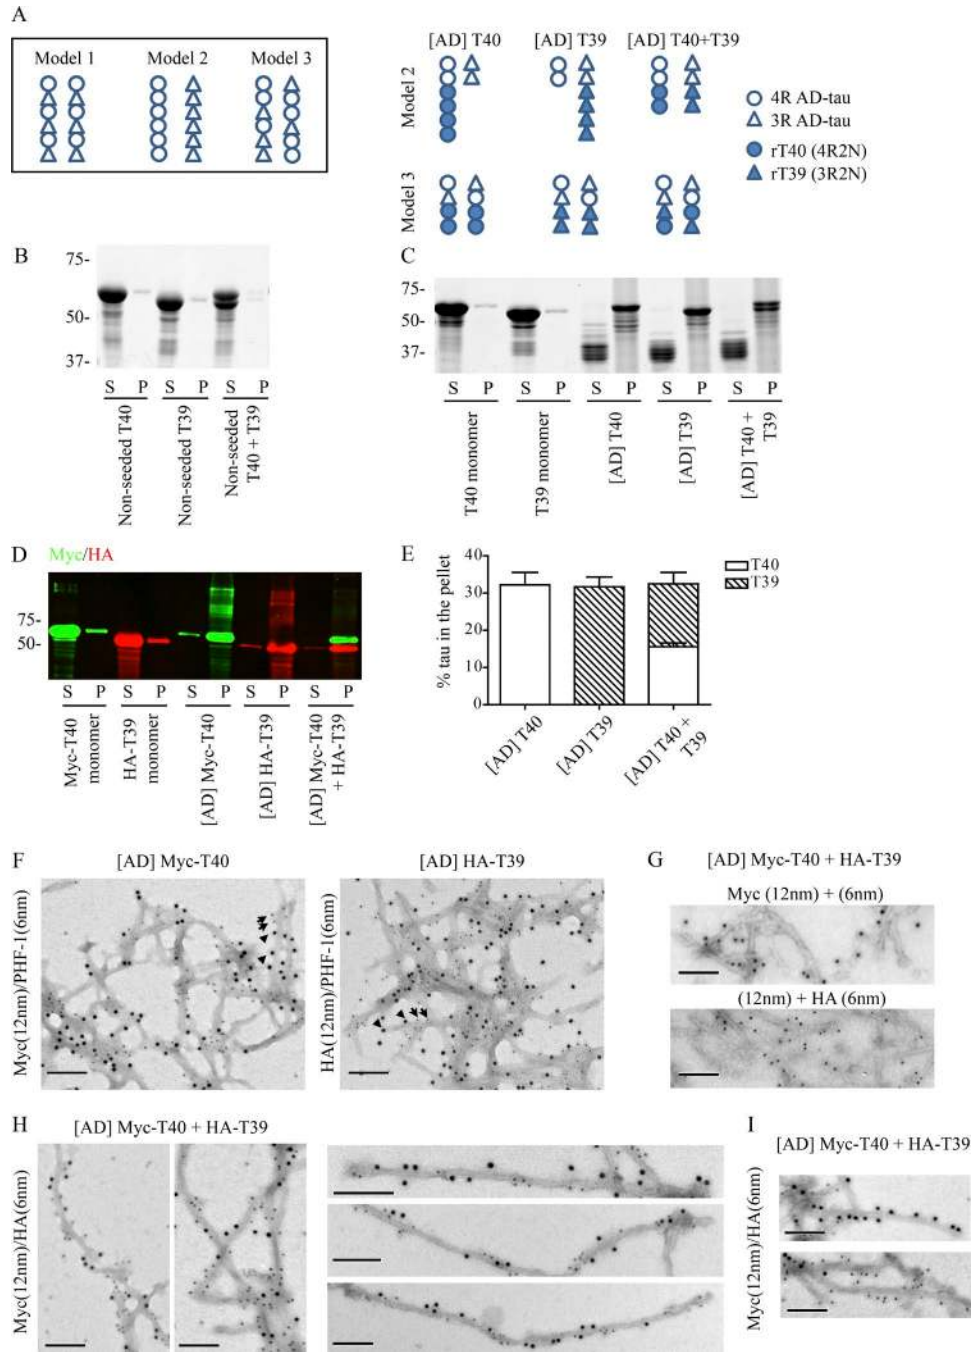 A
Model 1 Model 2 Model 3
[AD] T40 [AD] T39 [AD] T40+T39
Model 2
Model 3
4R AD-tau
3R AD-tau
rT40 (4R2N)
rT39 (3R2N)
B
75-
50-
37-
S P S P S P
Non-seeded T40
Non-seeded T39
Non-seeded
T40 + T39
C
75-
50-
37-
S P S P S P S P S P
T40 monomer
T39 monomer
[AD] T40
[AD] T39
[AD] T40 +
T39
D
Myc/HA
75-
50-
S P S P S P S P S P
Myc-T40
monomer
HA-T39
monomer
[AD] Myc-T40
[AD] HA-T39
[AD] Myc-T40
+ HA-T39
E
% tau in the pellet
40
30
20
10
0
T40
T39
[AD] T40
[AD] T39
[AD] T40 +
T39
F
[AD] Myc-T40
Myc(12nm)/PHF-1(6nm)
[AD] HA-T39
HA(12nm)/PHF-1(6nm)
G
[AD] Myc-T40 + HA-T39
Myc (12nm) + (6nm)
(12nm) + HA (6nm)
H
[AD] Myc-T40 + HA-T39
Myc(12nm)/HA(6nm)
I
[AD] Myc-T40 + HA-T39
Myc(12nm)/HA(6nm)